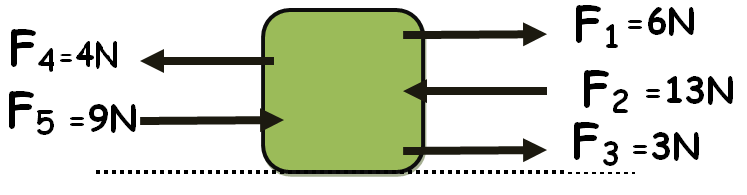 F₁=6N
F₄=4N
F₂ =13N
F₅ =9N
F₃ =3N